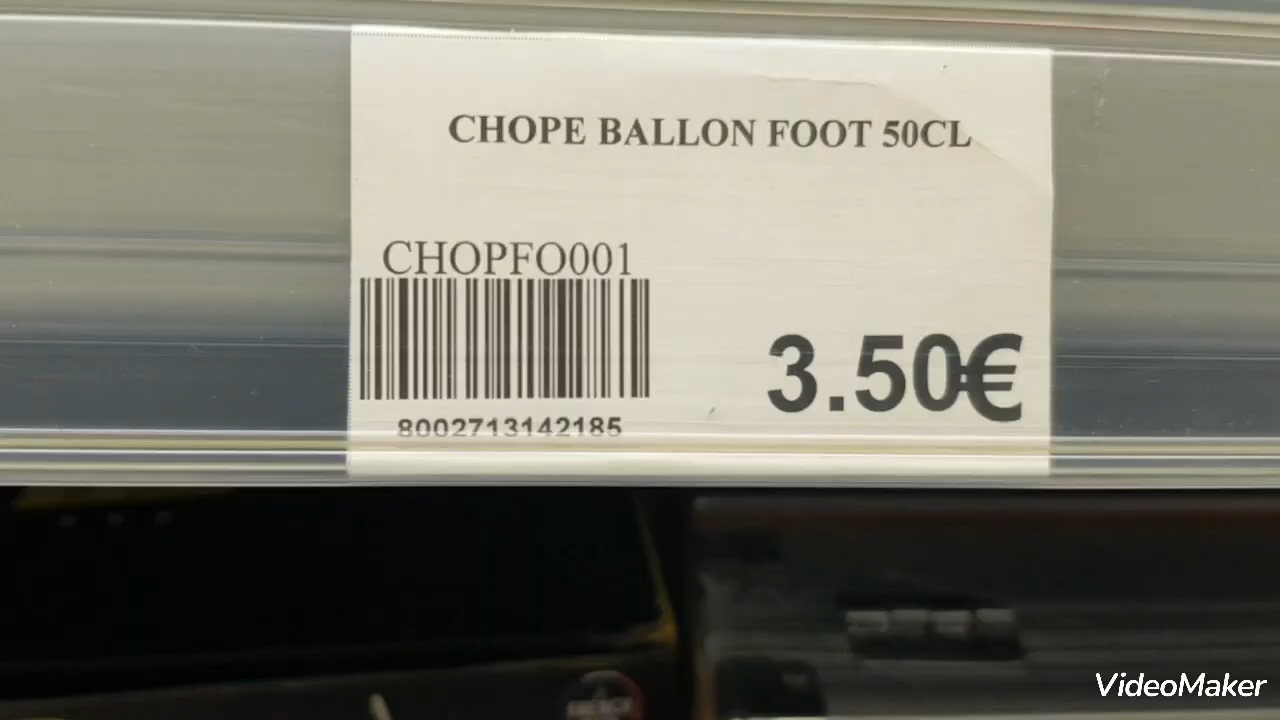 CHOPE BALLON FOOT 50CL
CHOPFO001
3.50€
8002713142185
VideoMaker